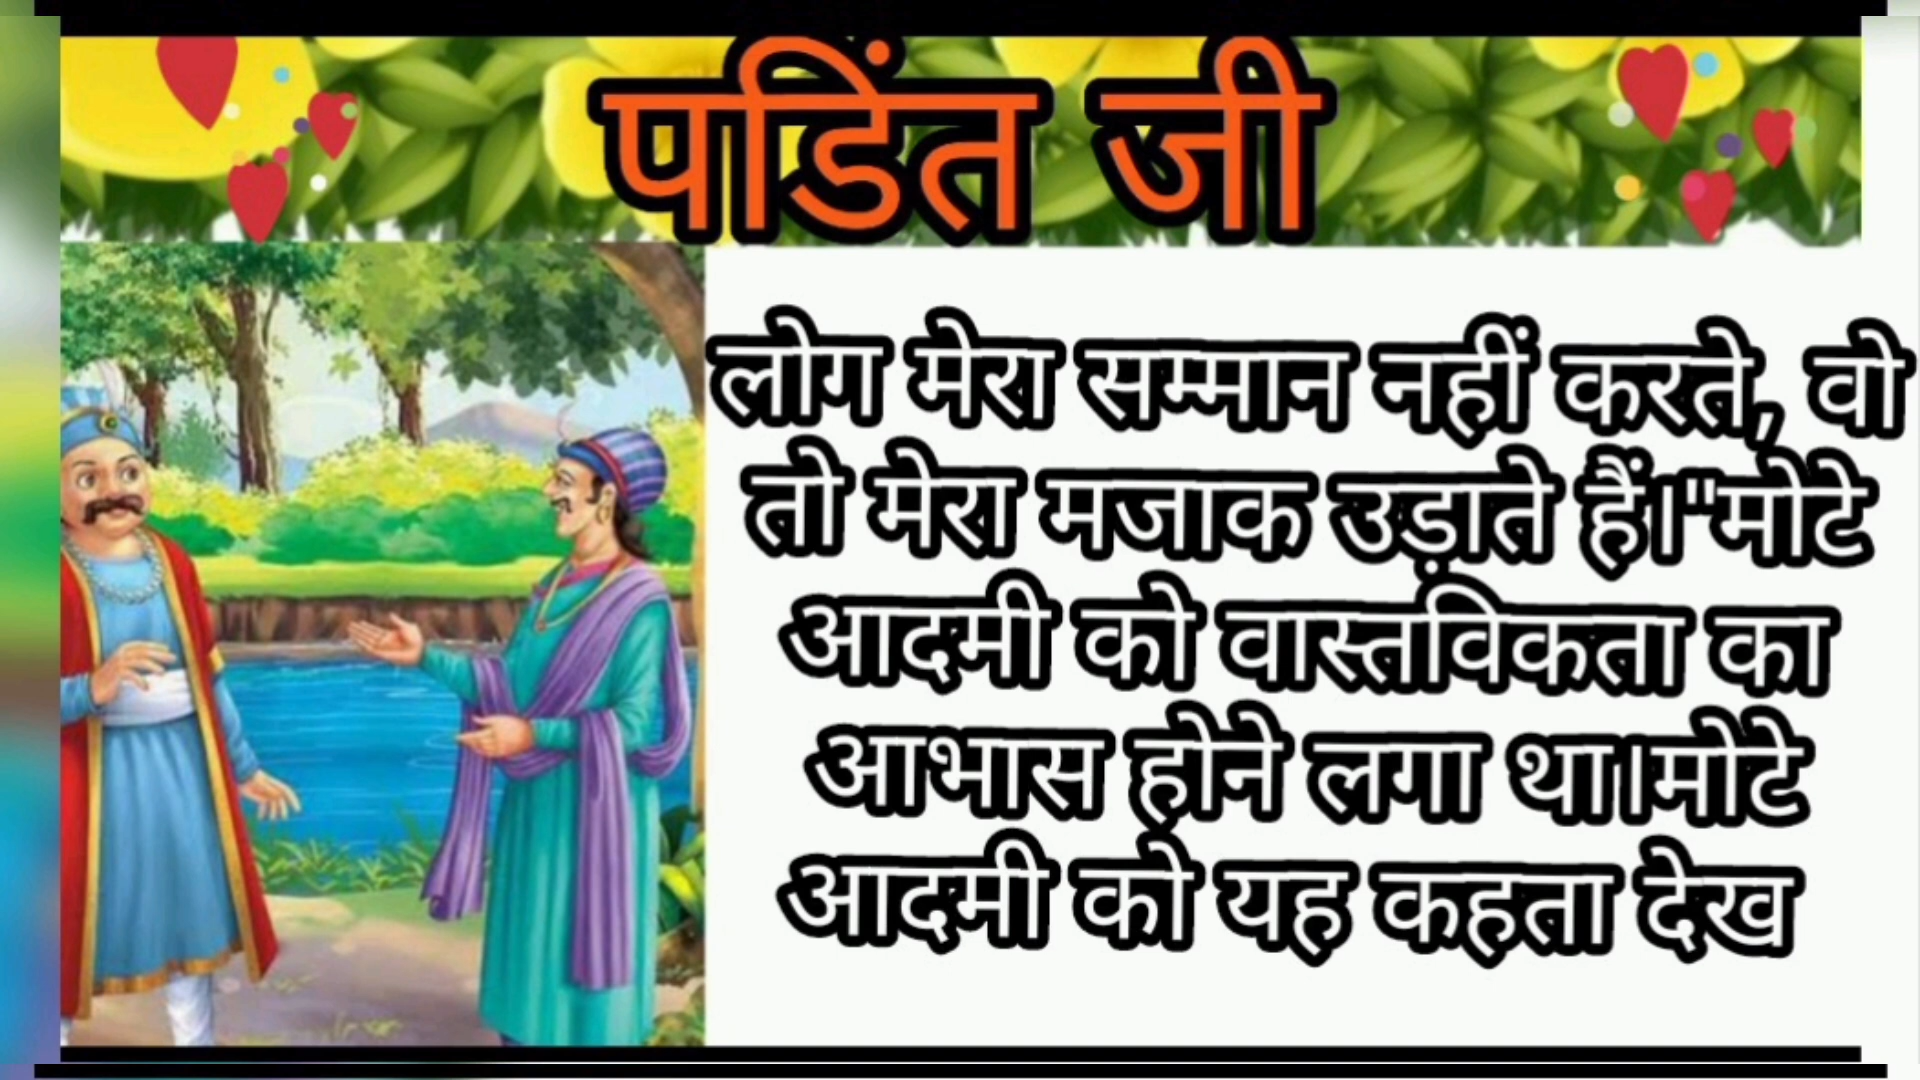 पडिंत जी
लोग मेरा सम्मान नहीं करते, वो
तो मेरा मजाक उड़ाते हैं।"मोटे
आदमी को वास्तविकता का
आभास होने लगा था।मोटे
आदमी को यह कहता देख